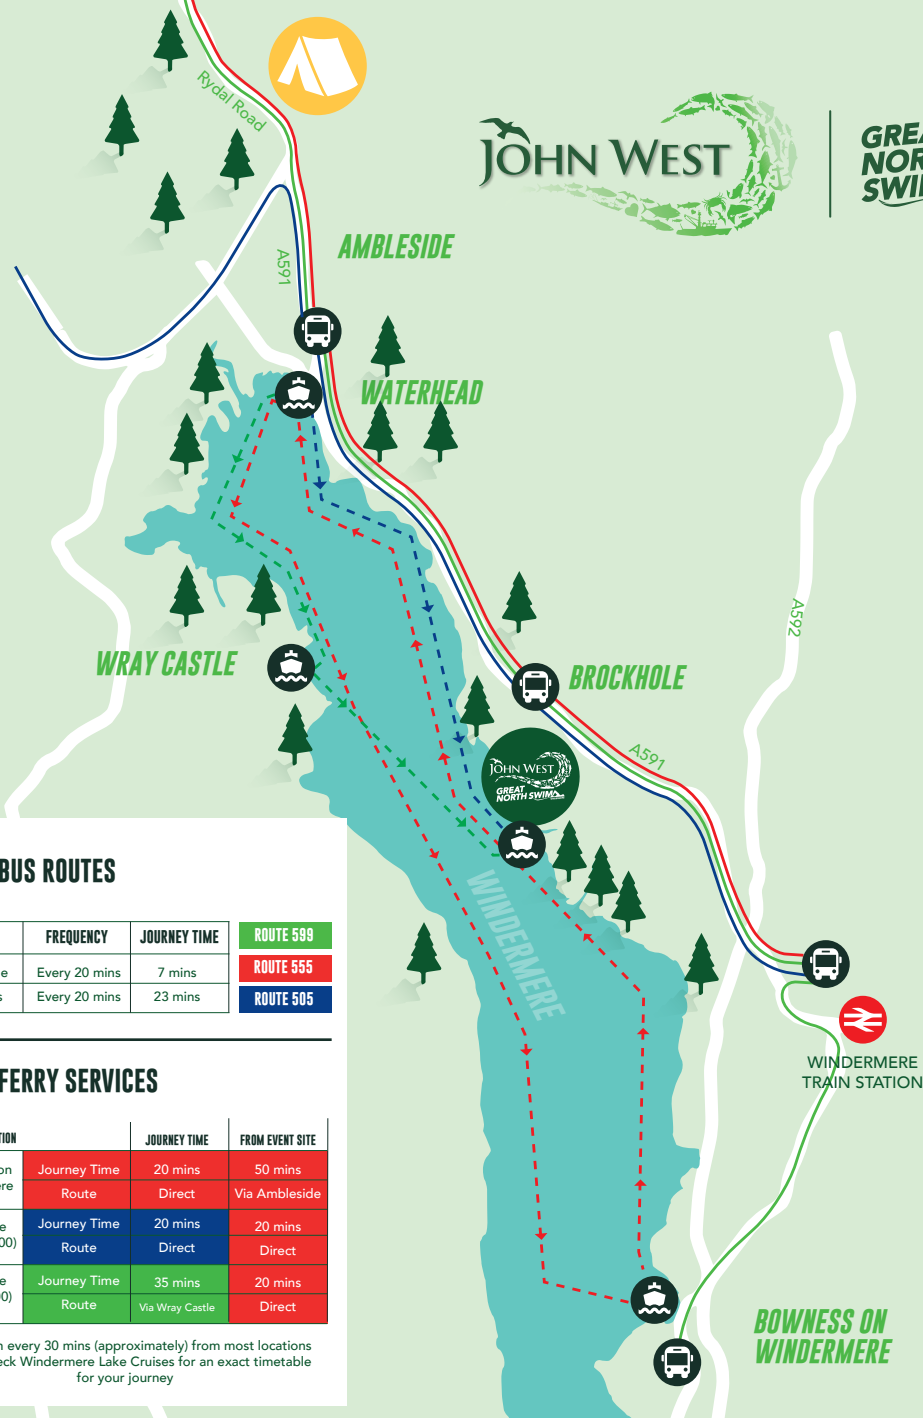 Rydal Road
JOHN WEST
GREA
NOR
SWI
AMBLESIDE
A591
WATERHEAD
A592
WRAY CASTLE
BROCKHOLE
A591
JOHN WEST
GREAT
NORTH SWIM
WINDERMERE
BUS ROUTES
FREQUENCY JOURNEY TIME ROUTE 599
e Every 20 mins 7 mins ROUTE 555
s Every 20 mins 23 mins ROUTE 505
WINDERMERE
TRAIN STATION
FERRY SERVICES
TION JOURNEY TIME FROM EVENT SITE
on Journey Time 20 mins 50 mins
ere Route Direct Via Ambleside
e Journey Time 20 mins 20 mins
00) Route Direct Direct
e Journey Time 35 mins 20 mins
00) Route Via Wray Castle Direct
n every 30 mins (approximately) from most locations
eck Windermere Lake Cruises for an exact timetable
for your journey
BOWNESS ON
WINDERMERE